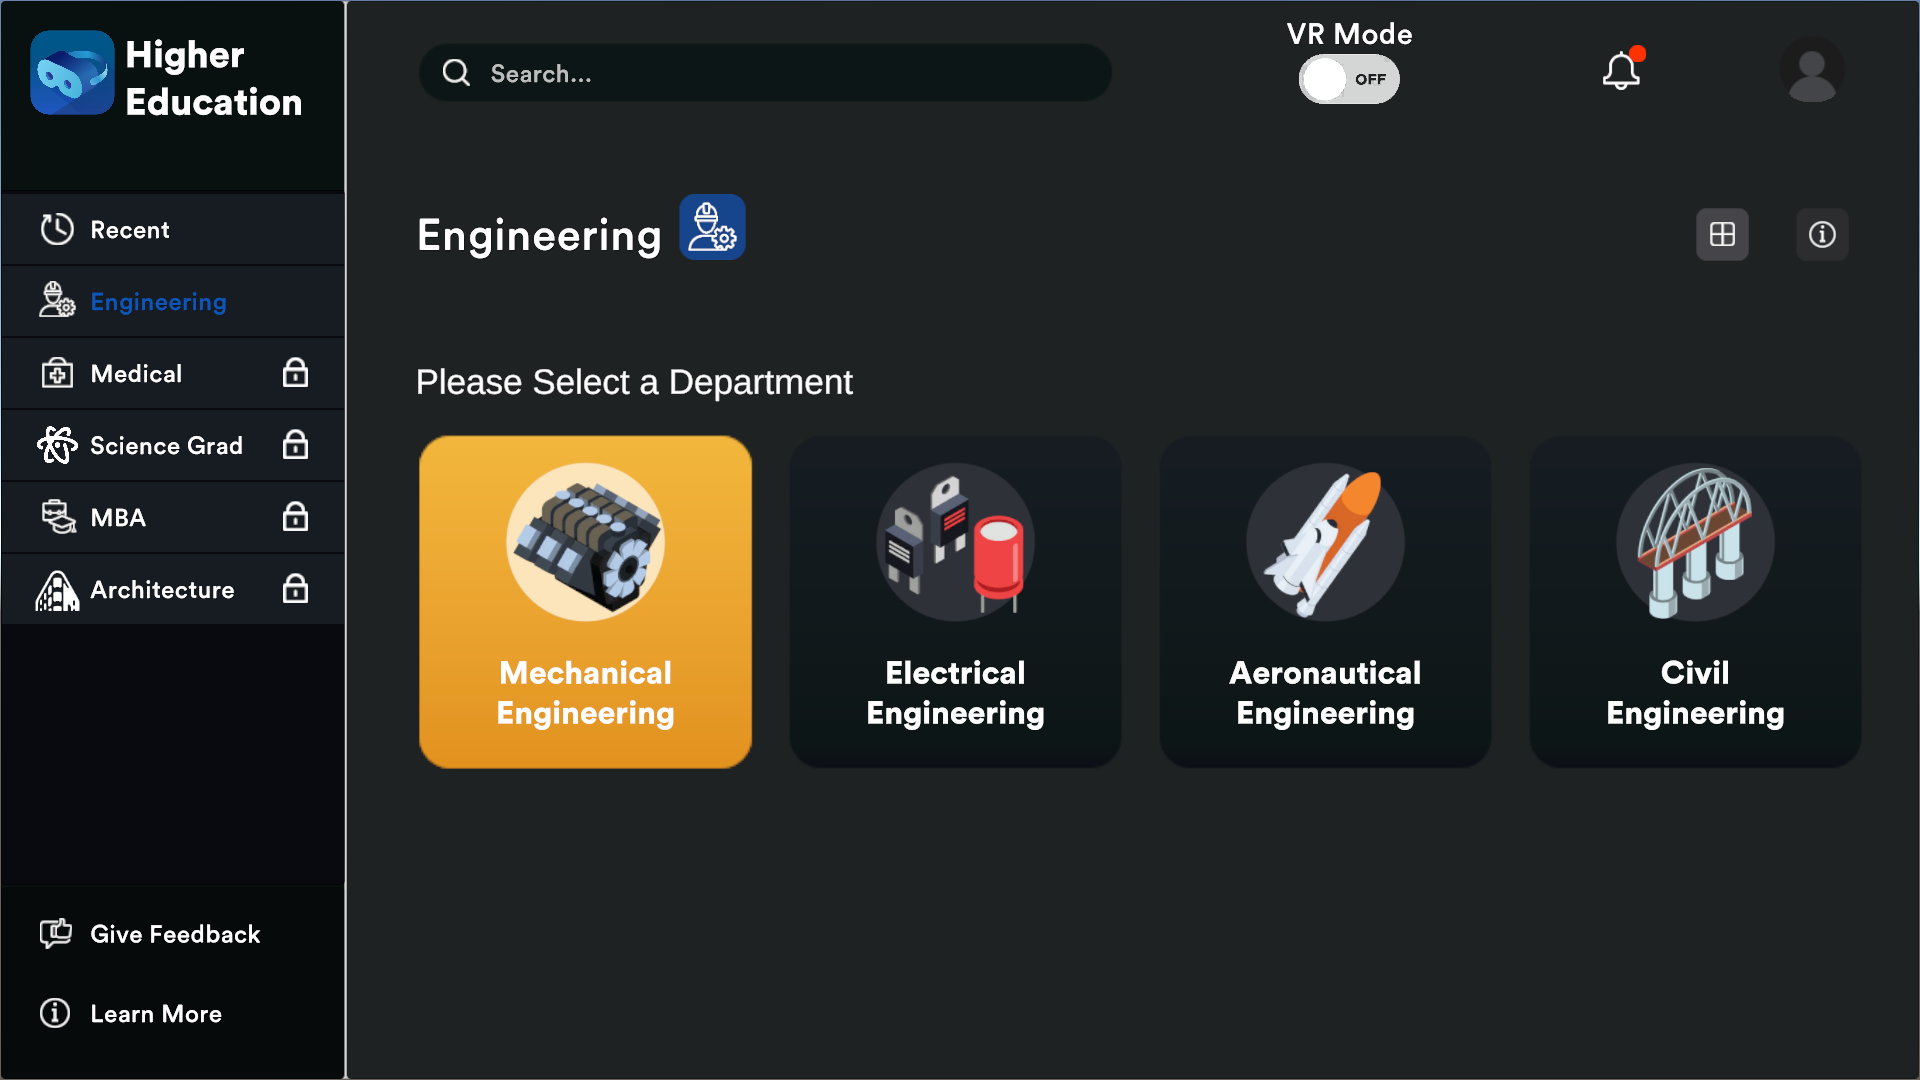 Higher
Education
Recent
Engineering
Medical
Science Grad
MBA
Architecture
Give Feedback
Learn More
Search...
VR Mode
OFF
Engineering
Please Select a Department
Mechanical
Engineering
Electrical
Engineering
Aeronautical
Engineering
Civil
Engineering